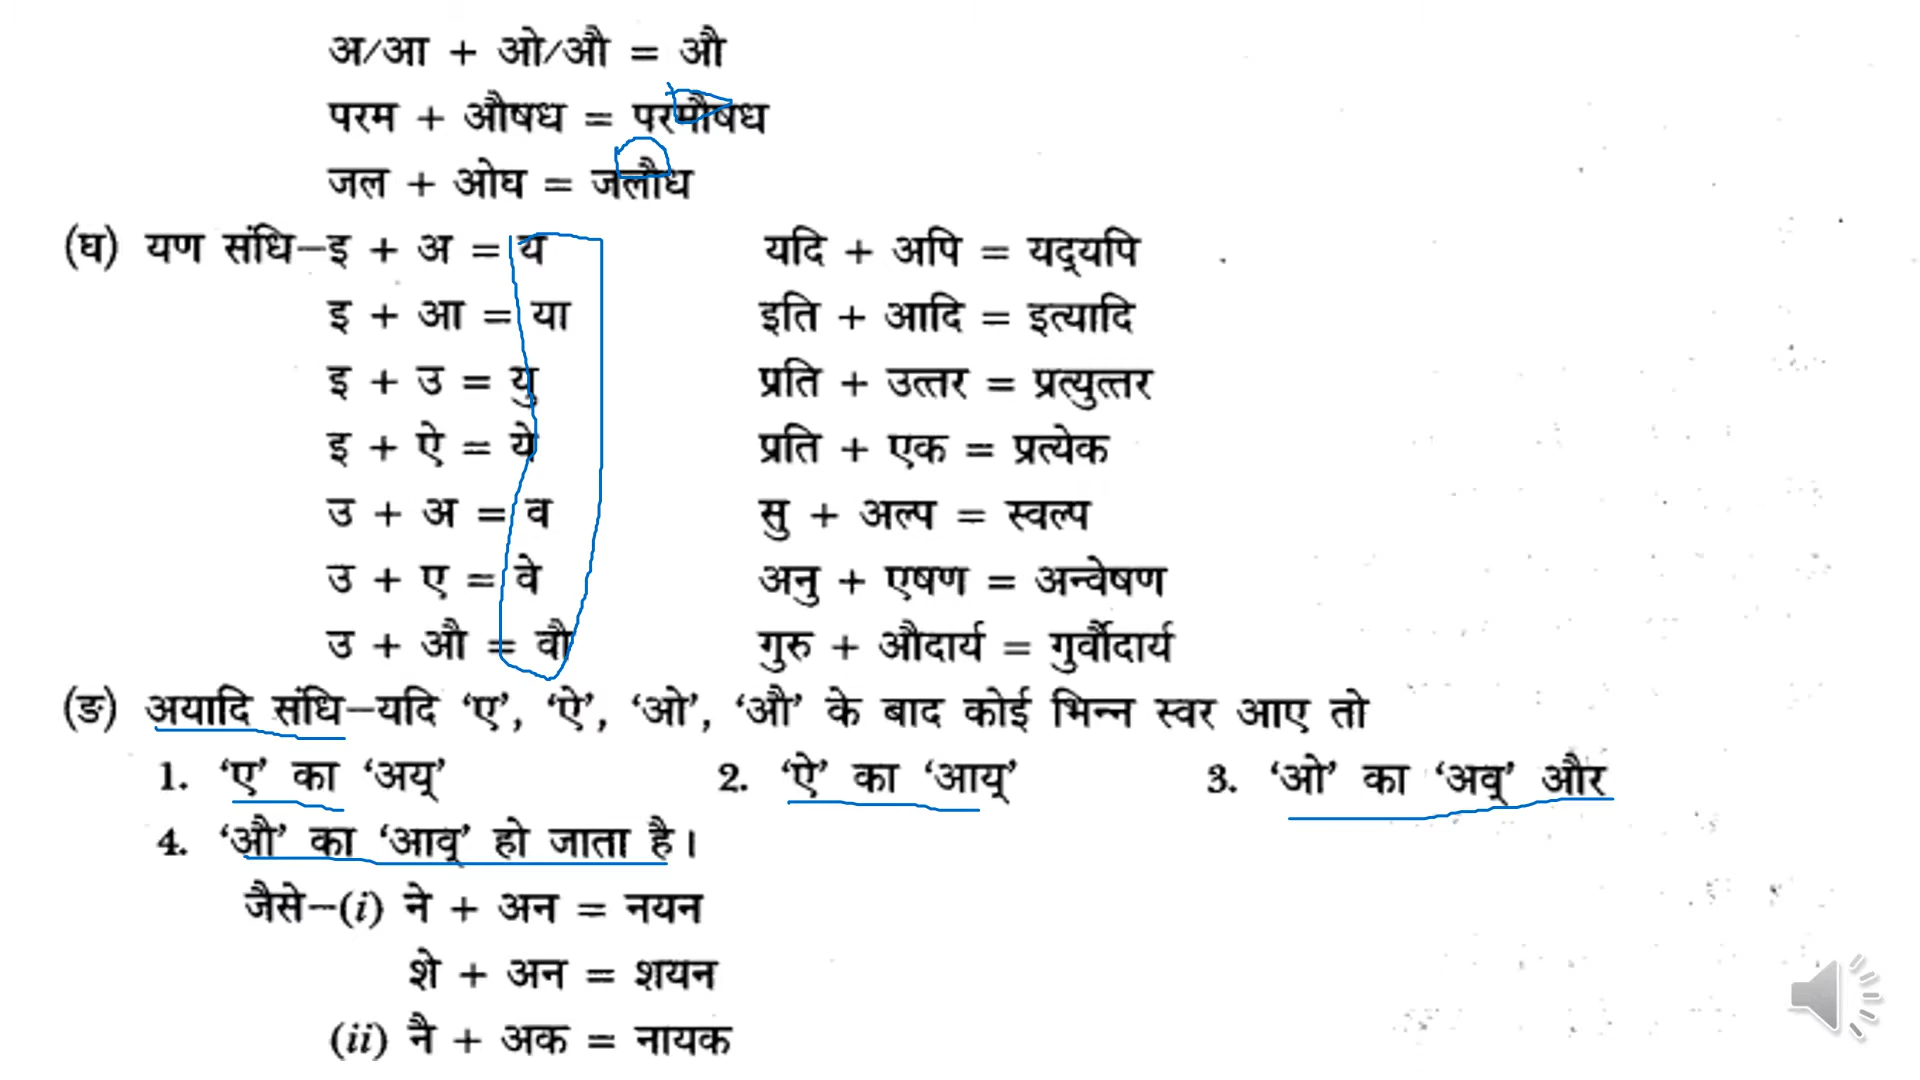 अ/आ + ओ/औ = औ
परम + औषध = परमौषध
जल + ओघ = जलौध
(घ) यण संधि–इ + अ = य यदि + अपि = यद्‌यपि
इ + आ = या इति + आदि = इत्यादि
इ + उ = यु प्रति + उत्तर = प्रत्युत्तर
इ + ऐ = ये प्रति + एक = प्रत्येक
उ + अ = व सु + अल्प = स्वल्प
उ + ए = वे अनु + एषण = अन्वेषण
उ + औ = वौ गुरु + औदार्य = गुर्वौदार्य
(ङ) अयादि संधि–यदि ‘ए’, ‘ऐ’, ‘ओ’, ‘औ’ के बाद कोई भिन्न स्वर आए तो
1. ‘ए’ का ‘अय्’ 2. ‘ऐ’ का ‘आय्’ 3. ‘ओ’ का ‘अव्’ और
4. ‘औ’ का ‘आव्’ हो जाता है।
जैसे–(i) ने + अन = नयन
शे + अन = शयन
(ii) नै + अक = नायक